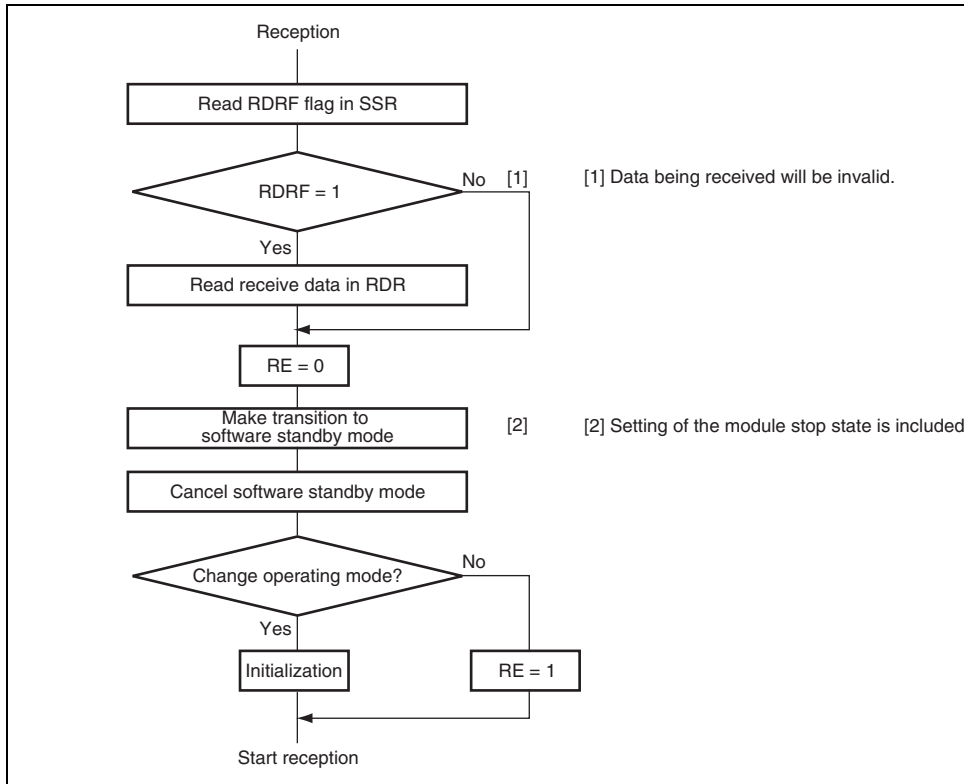 Reception
Read RDRF flag in SSR
No [1] [1] Data being received will be invalid.
RDRF = 1
Yes
Read receive data in RDR
RE = 0
Make transition to
software standby mode [2] [2] Setting of the module stop state is included
Cancel software standby mode
No
Change operating mode?
Yes
Initialization RE = 1
Start reception